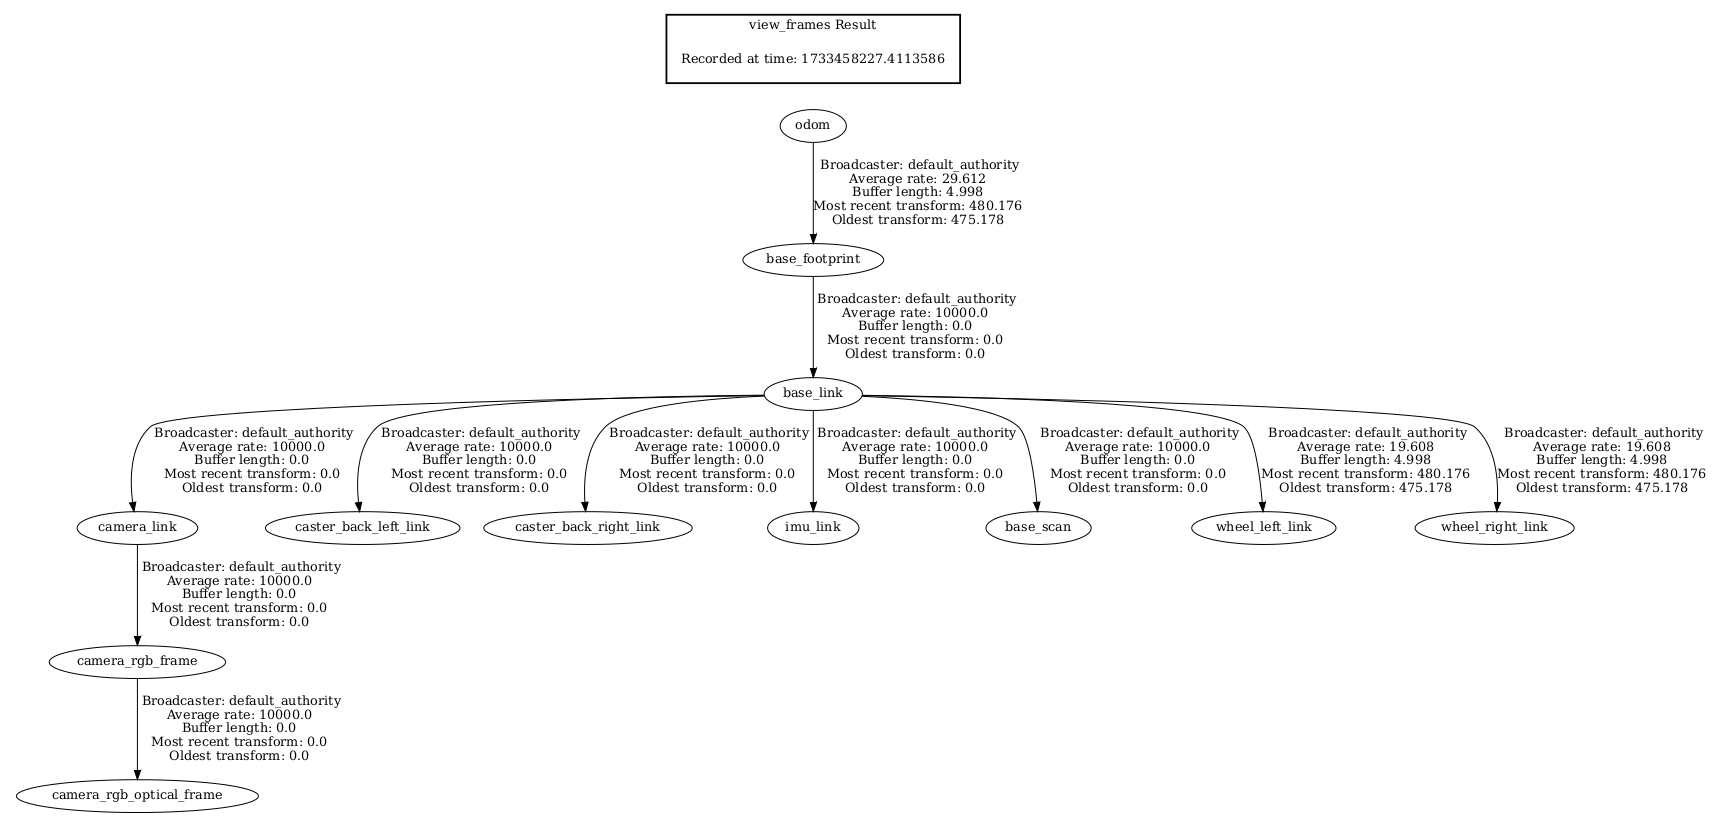 view_frames Result
Recorded at time: 1733458227.4113586
odom
Broadcaster: default_authority
Average rate: 29.612
Buffer length: 4.998
Most recent transform: 480.176
Oldest transform: 475.178
base_footprint
Broadcaster: default_authority
Average rate: 10000.0
Buffer length: 0.0
Most recent transform: 0.0
Oldest transform: 0.0
base_link
Broadcaster: default_authority
Average rate: 10000.0
Buffer length: 0.0
Most recent transform: 0.0
Oldest transform: 0.0
Broadcaster: default_authority
Average rate: 10000.0
Buffer length: 0.0
Most recent transform: 0.0
Oldest transform: 0.0
Broadcaster: default_authority
Average rate: 10000.0
Buffer length: 0.0
Most recent transform: 0.0
Oldest transform: 0.0
Broadcaster: default_authority
Average rate: 10000.0
Buffer length: 0.0
Most recent transform: 0.0
Oldest transform: 0.0
Broadcaster: default_authority
Average rate: 10000.0
Buffer length: 0.0
Most recent transform: 0.0
Oldest transform: 0.0
Broadcaster: default_authority
Average rate: 19.608
Buffer length: 4.998
Most recent transform: 480.176
Oldest transform: 475.178
Broadcaster: default_authority
Average rate: 19.608
Buffer length: 4.998
Most recent transform: 480.176
Oldest transform: 475.178
camera_link
caster_back_left_link
caster_back_right_link
imu_link
base_scan
wheel_left_link
wheel_right_link
Broadcaster: default_authority
Average rate: 10000.0
Buffer length: 0.0
Most recent transform: 0.0
Oldest transform: 0.0
camera_rgb_frame
Broadcaster: default_authority
Average rate: 10000.0
Buffer length: 0.0
Most recent transform: 0.0
Oldest transform: 0.0
camera_rgb_optical_frame